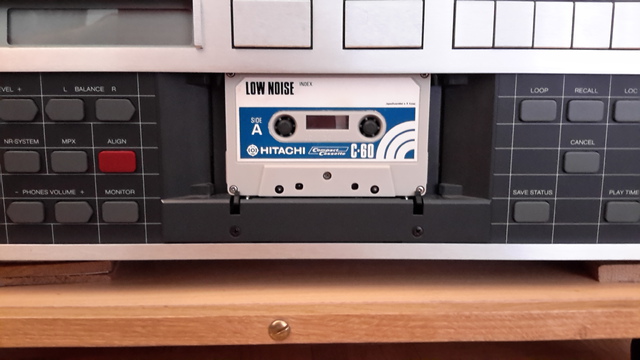 LOW NOISE INDEX
SIDE
A
HITACHI Compact Cassette C-60
EVEL +
L BALANCE R
NR-SYSTEM
MPX
ALIGN
- PHONES VOLUME +
MONITOR
LOOP
RECALL
LOC
CANCEL
SAVE STATUS
PLAY TIME